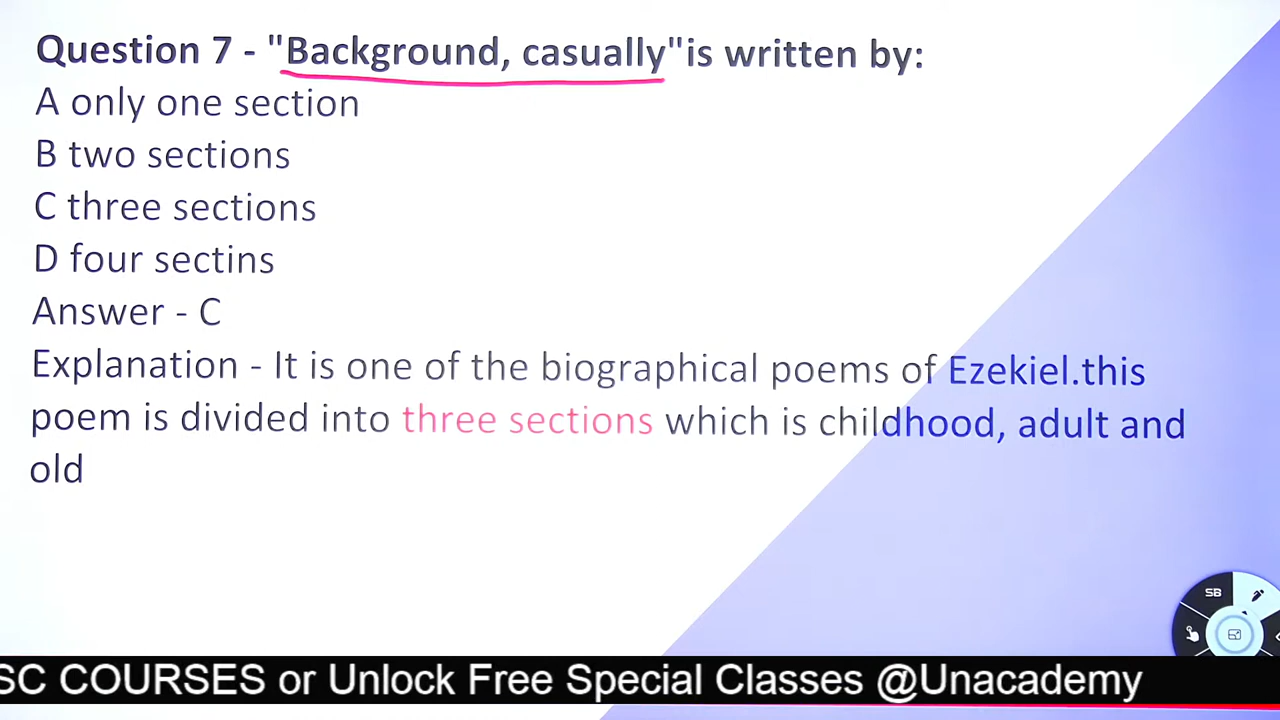 Question 7 - "Background, casually"is written by:
A only one section
B two sections
C three sections
D four sectins
Answer - C
Explanation - It is one of the biographical poems of Ezekiel.this
poem is divided into three sections which is childhood, adult and
old
SB
SC COURSES or Unlock Free Special Classes @Unacademy